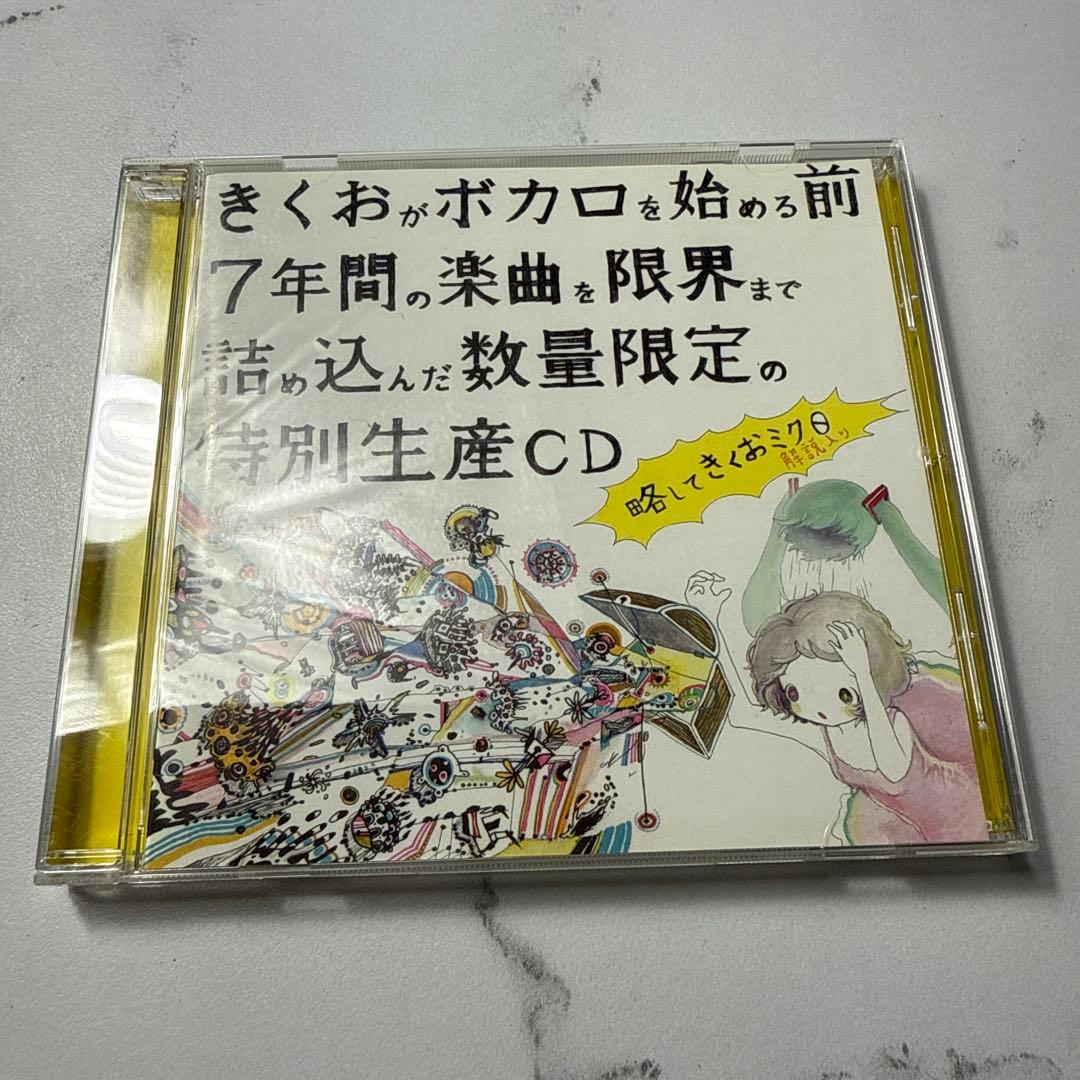 きくおがボカロを始める前
7年間の楽曲を限界まで
詰め込んだ数量限定の
特別生産CD
略してきくおミク0
解説入り